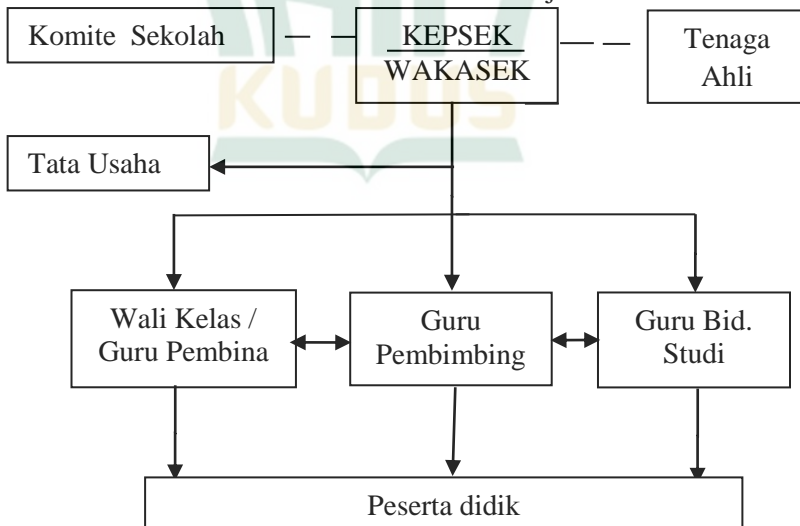 Komite Sekolah
KEPSEK
WAKASEK
Tenaga
Ahli
KUDUS
Tata Usaha
Wali Kelas /
Guru Pembina
Guru
Pembimbing
Guru Bid.
Studi
Peserta didik